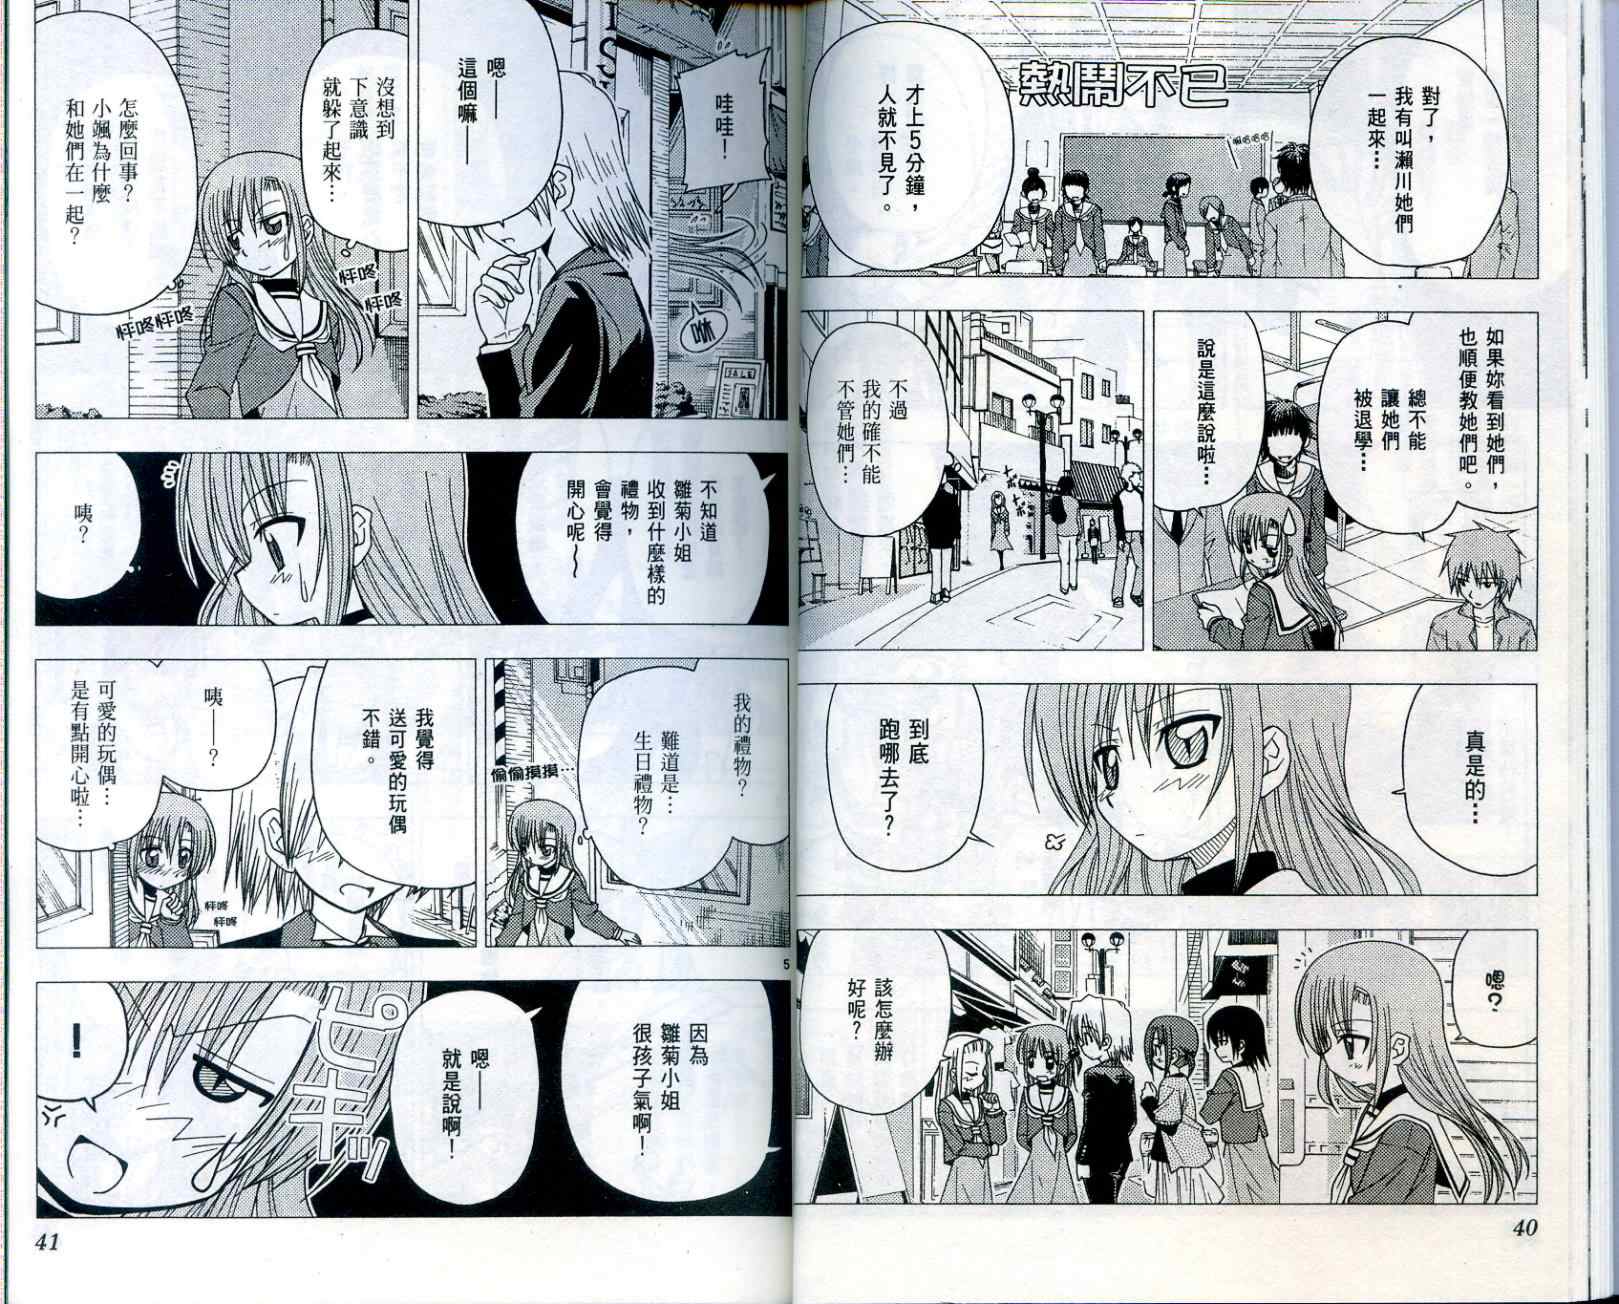 對了，
我有叫瀨川她們
一起來…
熱鬧不已
才上5分鐘，
人就不見了。
如果妳看到她們，
也順便教她們吧。
總不能
讓她們
被退學…
說是這麼說啦…
不過
我的確不能
不管她們…
真是的…
到底
跑哪去了？
嗯？
該怎麼辦
好呢？
40
哇哇！
咻
SALE
嗯——
這個嘛——
沒想到
下意識
就躲了起來…
怎麼回事？
小颯為什麼
和她們在一起？
怦咚
怦咚
怦咚怦咚
不知道
雛菊小姐
收到什麼樣的
禮物，
會覺得
開心呢～
咦？
我的禮物？
難道是…
生日禮物？
偷偷摸摸…
我覺得
送可愛的玩偶
不錯。
咦——？
可愛的玩偶…
是有點開心啦…
怦咚
怦咚
5
因為
雛菊小姐
很孩子氣啊！
嗯——
就是說啊！
ピキッ
！
41